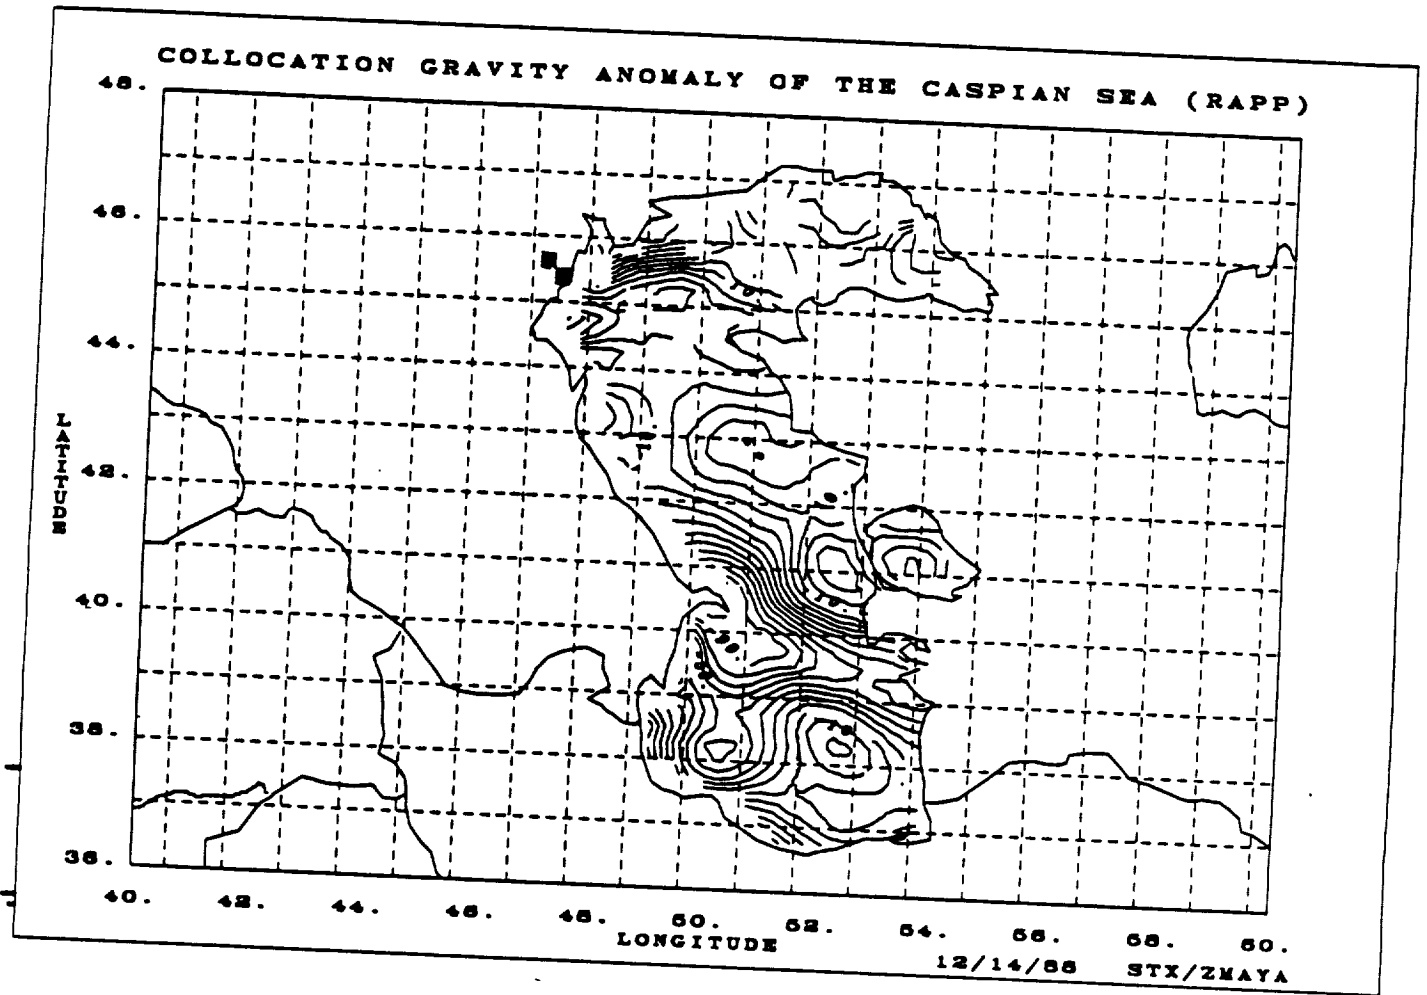 COLLOCATION GRAVITY ANOMALY OF THE CASPIAN SEA (RAPP)
48.
46.
44.
42.
40.
38.
36.
LATITUDE
40. 42. 44. 46. 48. 50. 52. 54. 56. 58. 60.
LONGITUDE
12/14/88 STX/ZMAYA